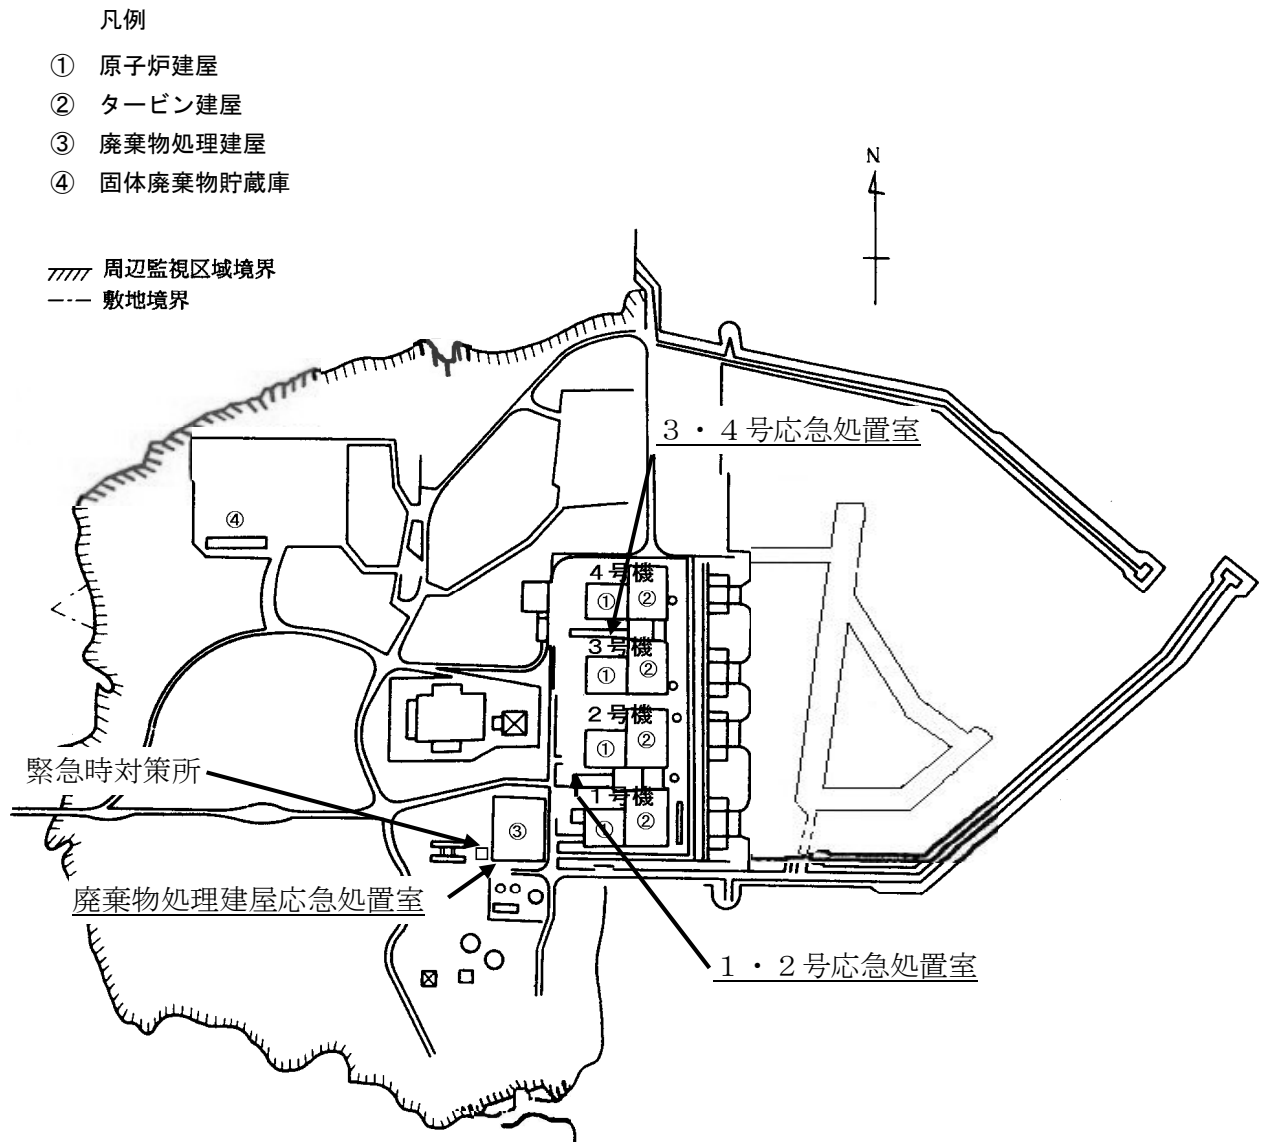 凡例
① 原子炉建屋
② タービン建屋
③ 廃棄物処理建屋
④ 固体廃棄物貯蔵庫
周辺監視区域境界
敷地境界
N
3・4号応急処置室
④
4号機
① ②
3号機
① ②
2号機
① ②
緊急時対策所
1号機
③
① ②
廃棄物処理建屋応急処置室
1・2号応急処置室